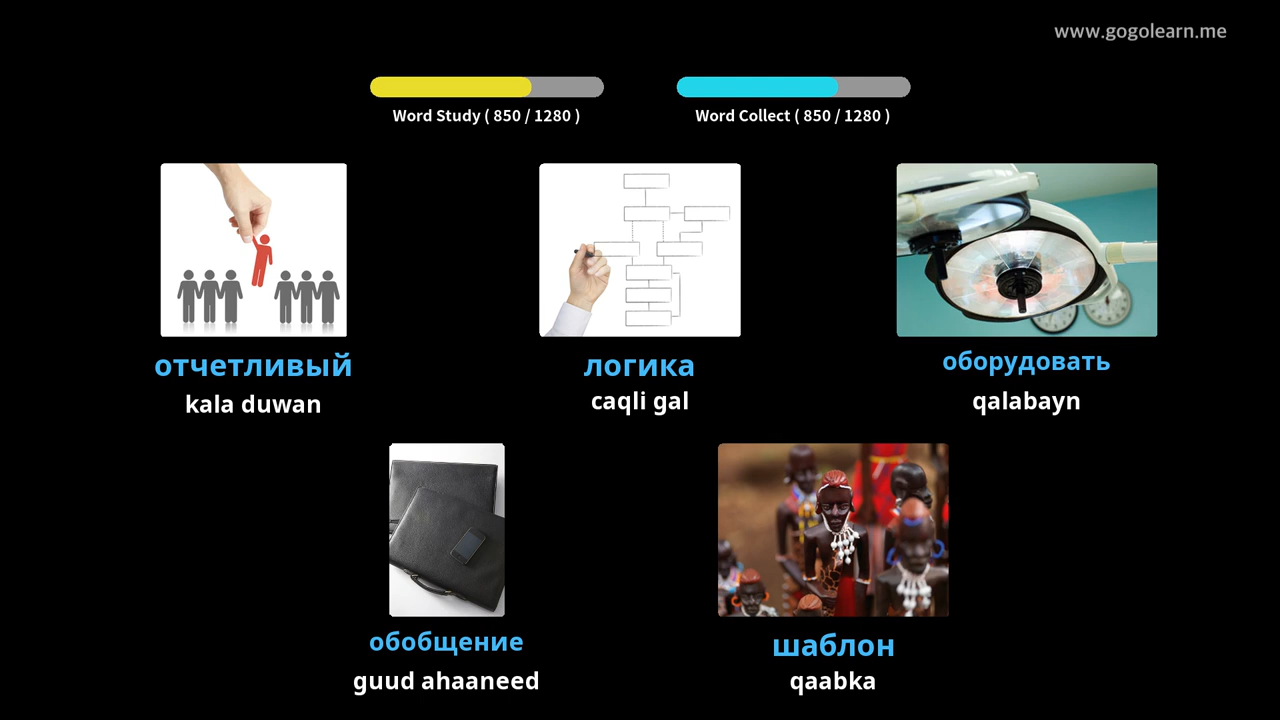 www.gogolearn.me
Word Study ( 850 / 1280 )
Word Collect ( 850 / 1280 )
отчетливый
kala duwan
логика
caqli gal
оборудовать
qalabayn
обобщение
guud ahaaneed
шаблон
qaabka